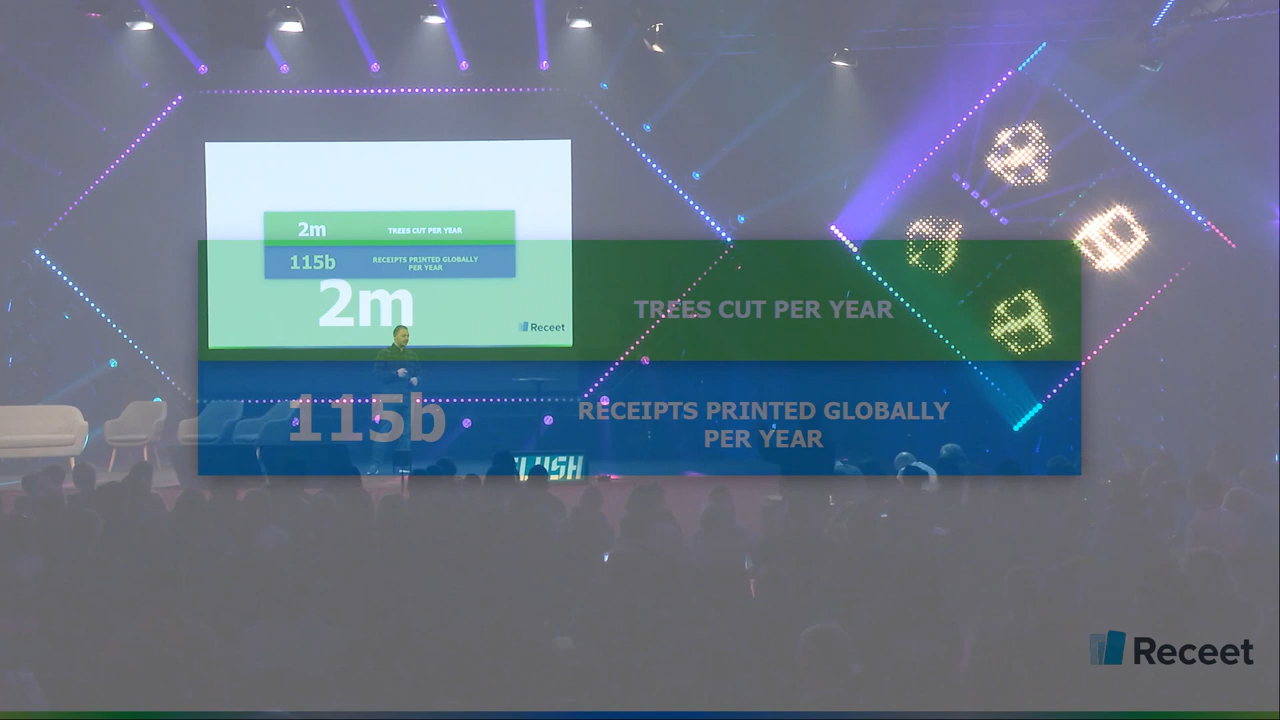 2m
TREES CUT PER YEAR
115b
RECEIPTS PRINTED GLOBALLY
PER YEAR
Receet
2m
TREES CUT PER YEAR
115b
RECEIPTS PRINTED GLOBALLY
PER YEAR
SLUSH
Receet